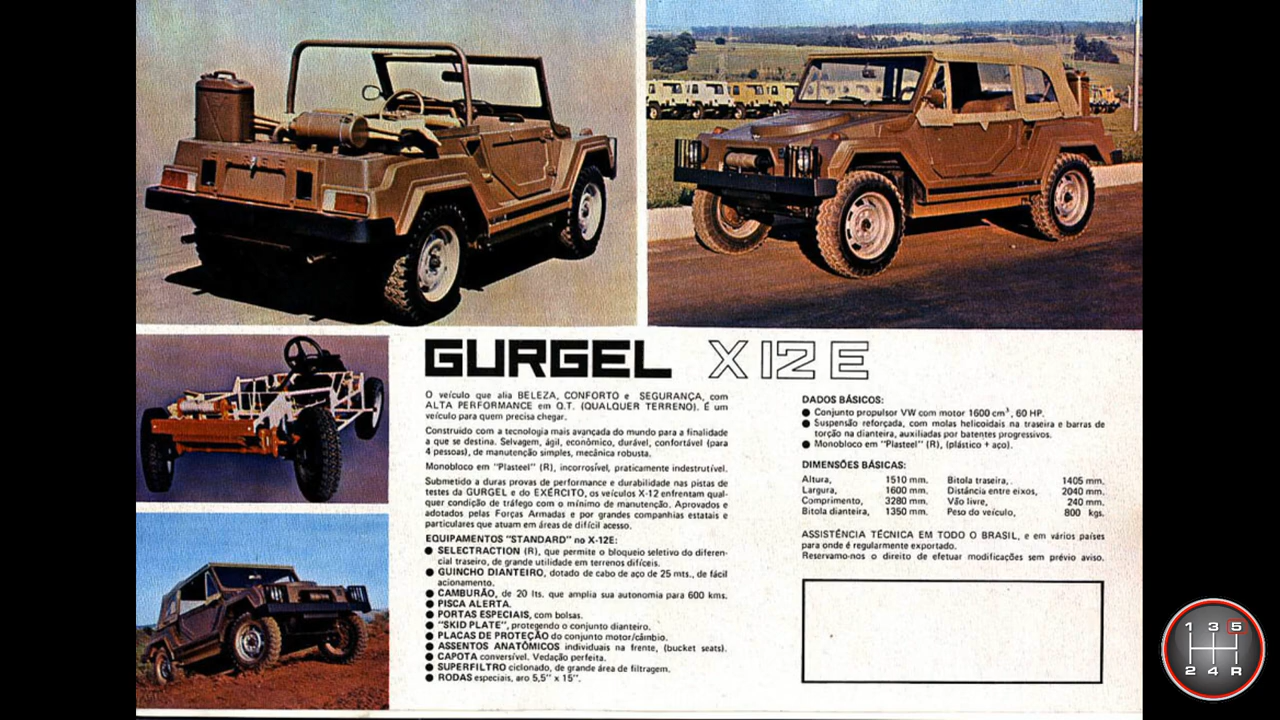 GURGEL X12E
O veículo que alia BELEZA, CONFORTO e SEGURANÇA, com
ALTA PERFORMANCE em Q.T. (QUALQUER TERRENO). É um
veículo para quem precisa chegar.
Construido com a tecnologia mais avançada do mundo para a finalidade
a que se destina. Selvagem, ágil, econômico, durável, confortável (para
4 pessoas), de manutenção simples, mecânica robusta.
Monobloco em "Plasteel" (R), incorrosível, praticamente indestrutível.
Submetido a duras provas de performance e durabilidade nas pistas de
testes da GURGEL e do EXÉRCITO, os veículos X-12 enfrentam qual-
quer condição de tráfego com o mínimo de manutenção. Aprovados e
adotados pelas Forças Armadas e por grandes companhias estatais e
particulares que atuam em áreas de difícil acesso.
EQUIPAMENTOS "STANDARD" no X-12E:
● SELECTRACTION (R), que permite o bloqueio seletivo do diferen-
cial traseiro, de grande utilidade em terrenos difíceis.
● GUINCHO DIANTEIRO, dotado de cabo de aço de 25 mts., de fácil
acionamento.
● CAMBURÃO, de 20 lts. que amplia sua autonomia para 600 kms.
● PISCA ALERTA.
● PORTAS ESPECIAIS, com bolsas.
● "SKID PLATE", protegendo o conjunto dianteiro.
● PLACAS DE PROTEÇÃO do conjunto motor/câmbio.
● ASSENTOS ANATÔMICOS individuais na frente, (bucket seats).
● CAPOTA conversível. Vedação perfeita.
● SUPERFILTRO ciclonado, de grande área de filtragem.
● RODAS especiais, aro 5,5" x 15".
DADOS BÁSICOS:
● Conjunto propulsor VW com motor 1600 cm³, 60 HP.
● Suspensão reforçada, com molas helicoidais na traseira e barras de
torção na dianteira, auxiliadas por batentes progressivos.
● Monobloco em "Plasteel" (R), (plástico + aço).
DIMENSÕES BÁSICAS:
Altura, 1510 mm. Bitola traseira, 1405 mm.
Largura, 1600 mm. Distância entre eixos, 2040 mm.
Comprimento, 3280 mm. Vão livre, 240 mm.
Bitola dianteira, 1350 mm. Peso do veículo, 800 kgs.
ASSISTÊNCIA TÉCNICA EM TODO O BRASIL, e em vários países
para onde é regularmente exportado.
Reservamo-nos o direito de efetuar modificações sem prévio aviso.
1 3 5
2 4 R